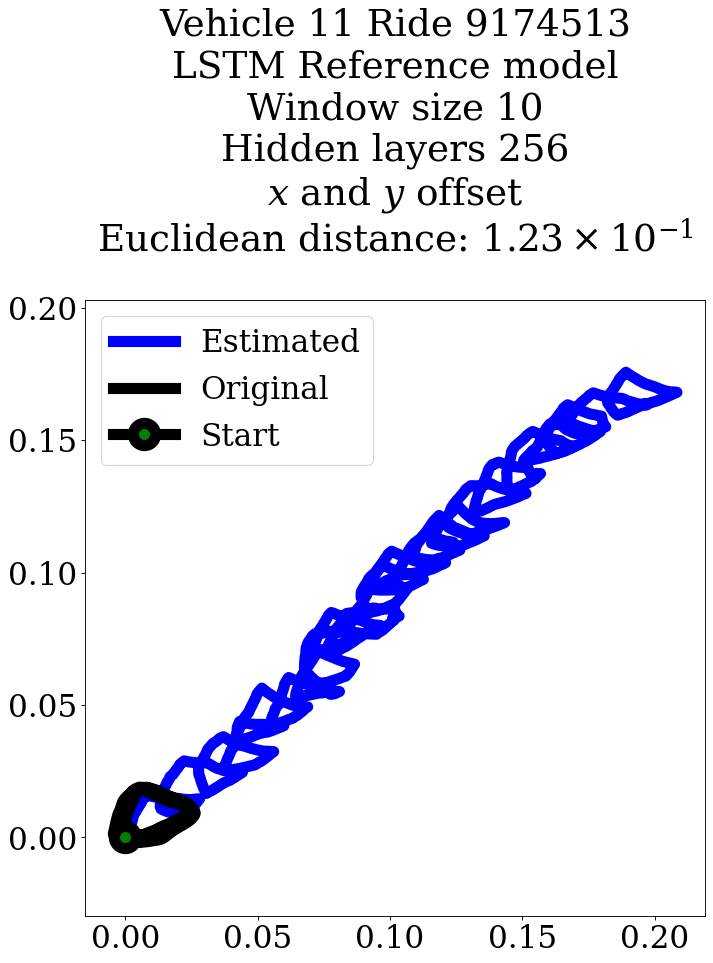 Vehicle 11 Ride 9174513
LSTM Reference model
Window size 10
Hidden layers 256
x and y offset
Euclidean distance: 1.23 × 10⁻¹
0.20
0.15
0.10
0.05
0.00
Estimated
Original
Start
0.00 0.05 0.10 0.15 0.20